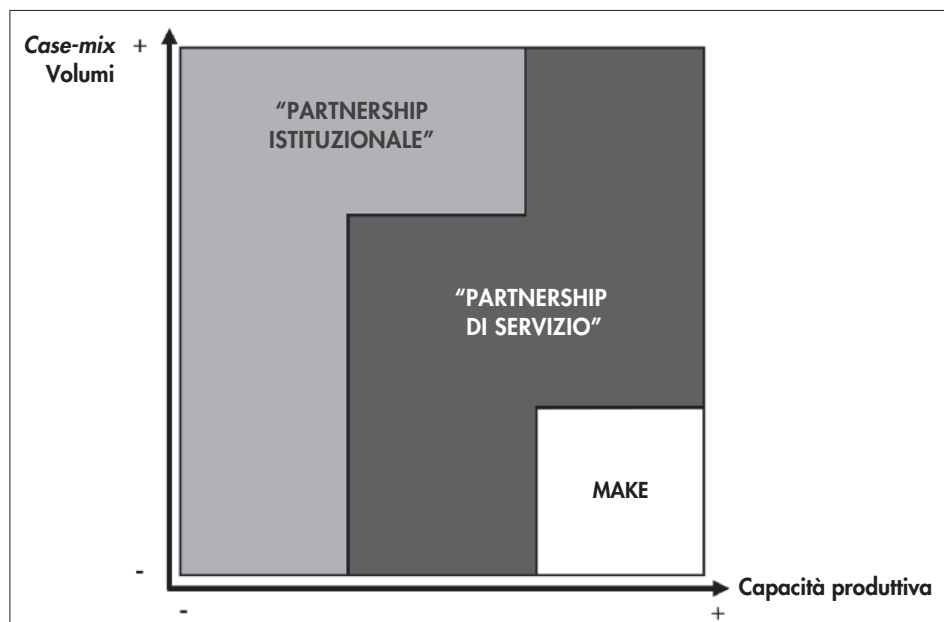 Case-mix +
Volumi
“PARTNERSHIP
ISTITUZIONALE”
“PARTNERSHIP
DI SERVIZIO”
MAKE
-
Capacità produttiva
- +